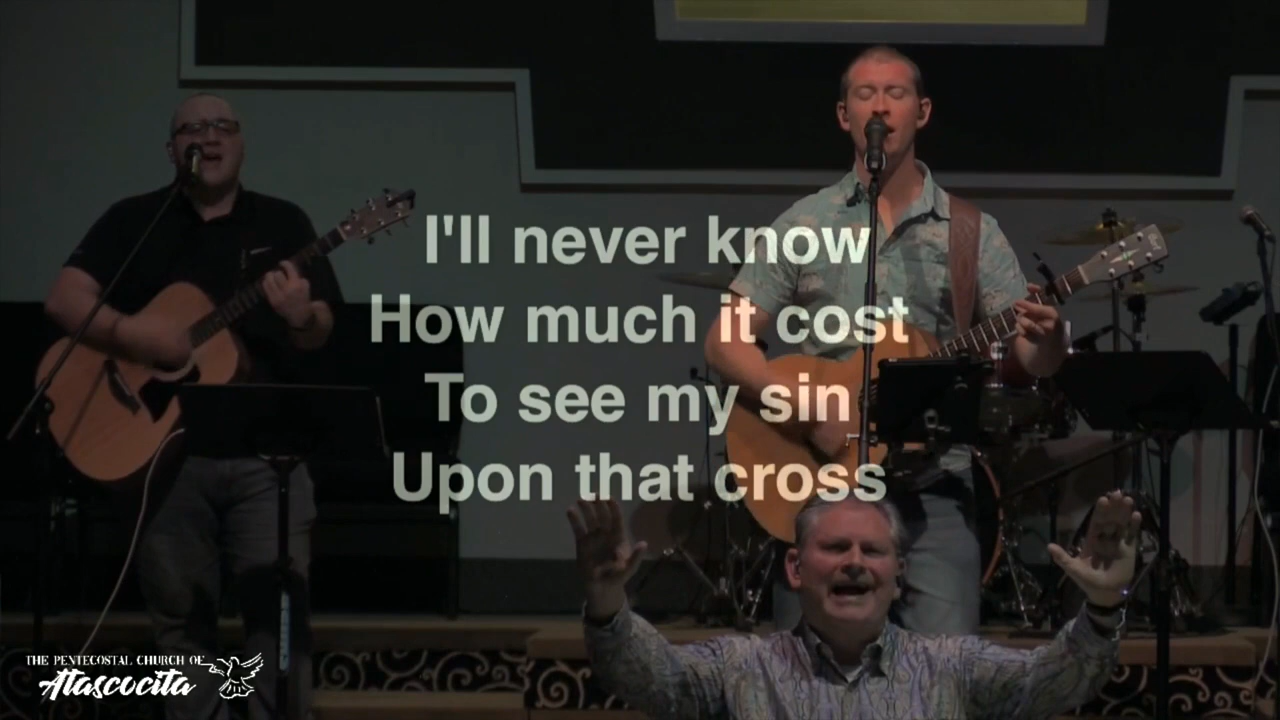 I'll never know
How much it cost
To see my sin
Upon that cross
THE PENTECOSTAL CHURCH OF
Atascocita